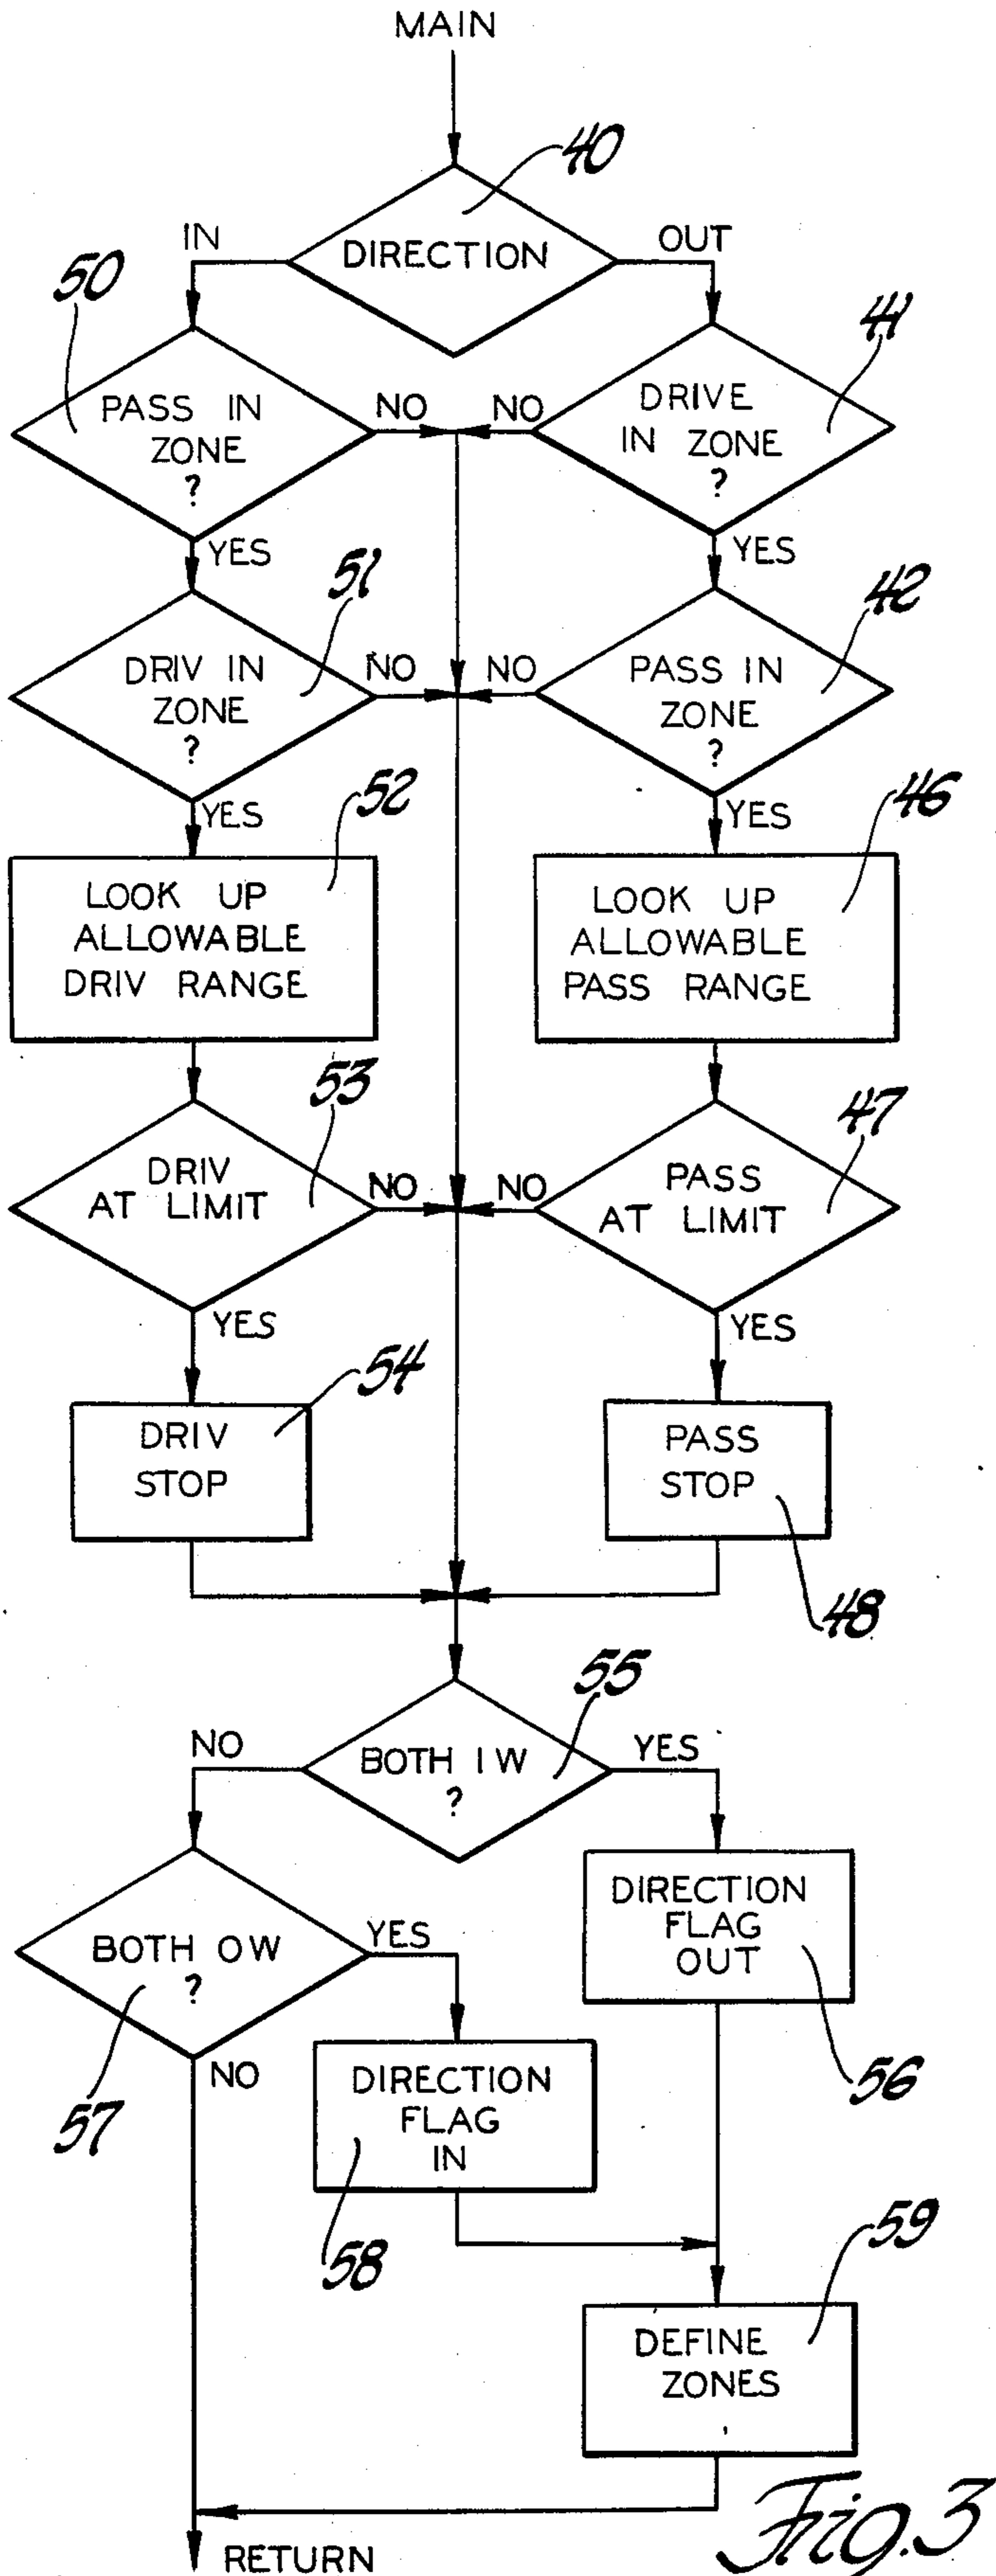 MAIN
40
DIRECTION
IN
OUT
50
41
PASS IN
ZONE
?
NO
NO
DRIVE
IN ZONE
?
YES
YES
51
42
DRIV IN
ZONE
?
NO
NO
PASS IN
ZONE
?
YES
YES
52
46
LOOK UP
ALLOWABLE
DRIV RANGE
LOOK UP
ALLOWABLE
PASS RANGE
53
47
DRIV
AT LIMIT
NO
NO
PASS
AT LIMIT
YES
YES
54
DRIV
STOP
PASS
STOP
48
55
NO
BOTH IW
?
YES
DIRECTION
FLAG
OUT
56
BOTH OW
?
YES
57
NO
DIRECTION
FLAG
IN
58
59
DEFINE
ZONES
RETURN
Fig. 3